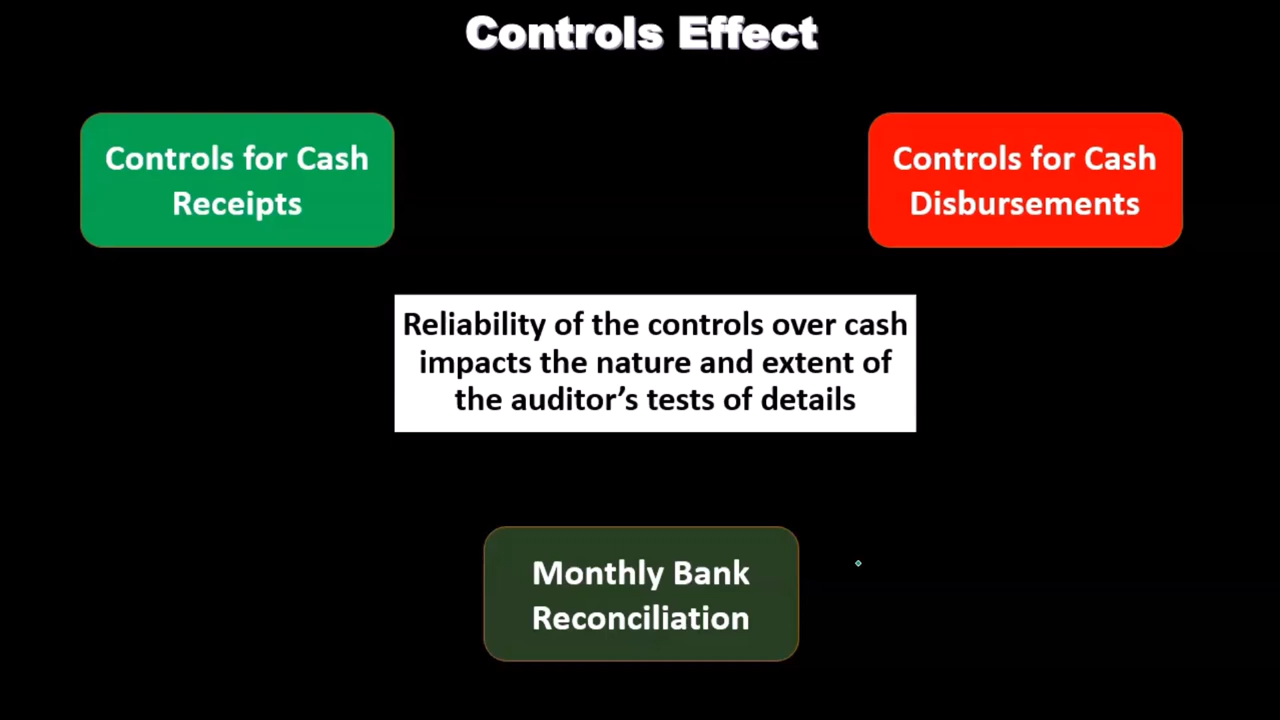 Controls Effect
Controls for Cash
Receipts
Controls for Cash
Disbursements
Reliability of the controls over cash
impacts the nature and extent of
the auditor’s tests of details
Monthly Bank
Reconciliation